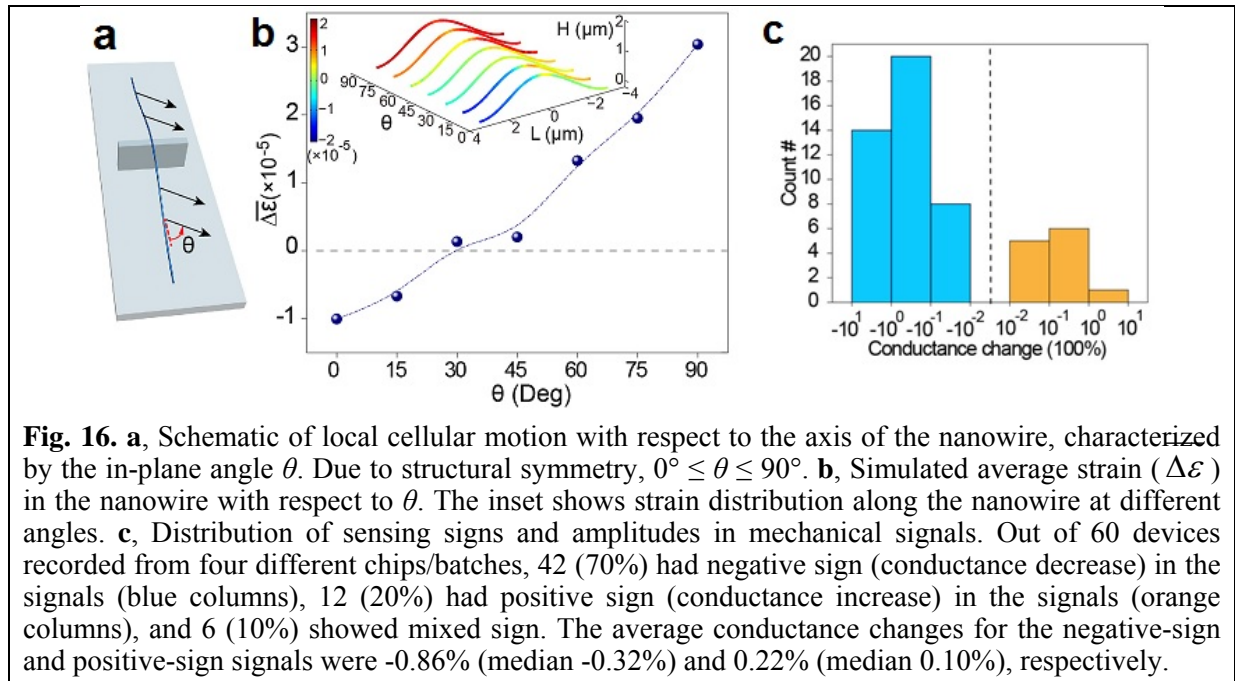 a
θ
b
3
2
1
0
-1
Δε(×10⁻⁵)
0
15
30
45
60
75
90
θ (Deg)
2
1
0
-1
-2
(×10⁻⁵)
90
75
60
45
30
15
0
θ
4
2
0
-2
-4
L (μm)
H (μm)
2
1
0
c
20
18
16
14
12
10
8
6
4
2
0
Count #
-10¹ -10⁰ -10⁻¹ -10⁻² 10⁻² 10⁻¹ 10⁰ 10¹
Conductance change (100%)
Fig. 16. a, Schematic of local cellular motion with respect to the axis of the nanowire, characterized
by the in-plane angle θ. Due to structural symmetry, 0° ≤ θ ≤ 90°. b, Simulated average strain (Δε)
in the nanowire with respect to θ. The inset shows strain distribution along the nanowire at different
angles. c, Distribution of sensing signs and amplitudes in mechanical signals. Out of 60 devices
recorded from four different chips/batches, 42 (70%) had negative sign (conductance decrease) in the
signals (blue columns), 12 (20%) had positive sign (conductance increase) in the signals (orange
columns), and 6 (10%) showed mixed sign. The average conductance changes for the negative-sign
and positive-sign signals were -0.86% (median -0.32%) and 0.22% (median 0.10%), respectively.